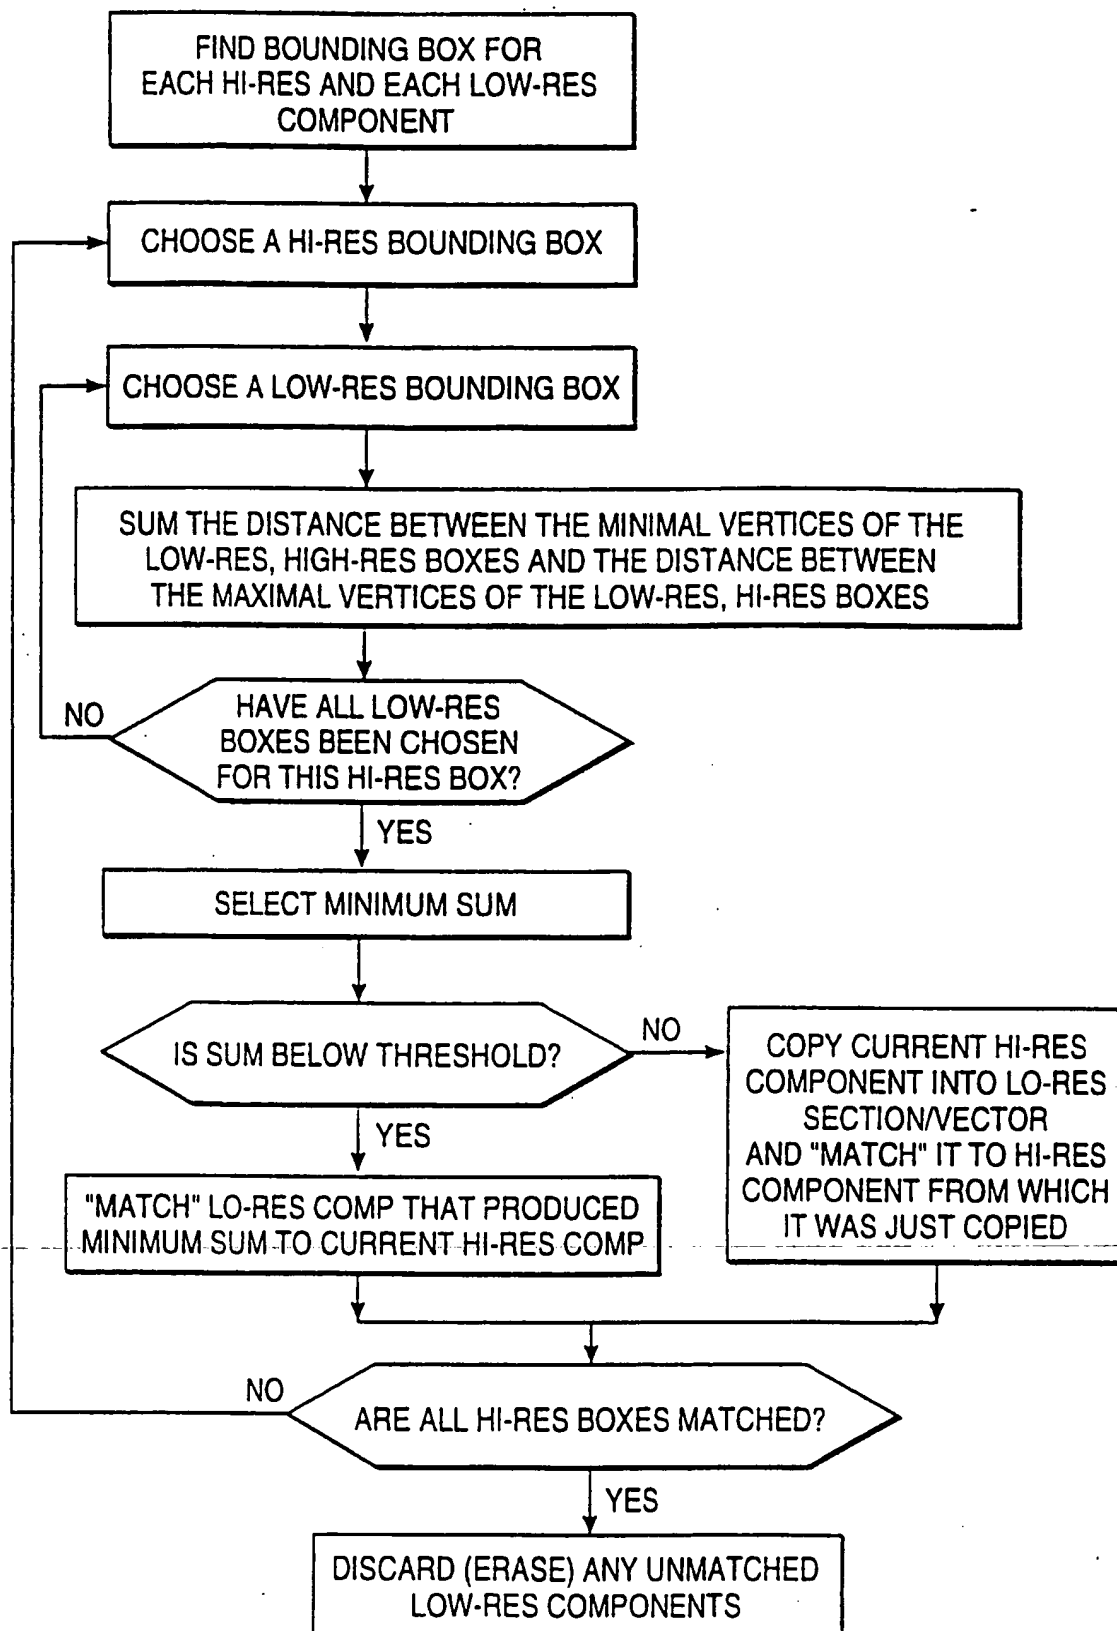 FIND BOUNDING BOX FOR
EACH HI-RES AND EACH LOW-RES
COMPONENT
CHOOSE A HI-RES BOUNDING BOX
CHOOSE A LOW-RES BOUNDING BOX
SUM THE DISTANCE BETWEEN THE MINIMAL VERTICES OF THE
LOW-RES, HIGH-RES BOXES AND THE DISTANCE BETWEEN
THE MAXIMAL VERTICES OF THE LOW-RES, HI-RES BOXES
NO
HAVE ALL LOW-RES
BOXES BEEN CHOSEN
FOR THIS HI-RES BOX?
YES
SELECT MINIMUM SUM
IS SUM BELOW THRESHOLD?
NO
YES
"MATCH" LO-RES COMP THAT PRODUCED
MINIMUM SUM TO CURRENT HI-RES COMP
COPY CURRENT HI-RES
COMPONENT INTO LO-RES
SECTION/VECTOR
AND "MATCH" IT TO HI-RES
COMPONENT FROM WHICH
IT WAS JUST COPIED
NO
ARE ALL HI-RES BOXES MATCHED?
YES
DISCARD (ERASE) ANY UNMATCHED
LOW-RES COMPONENTS